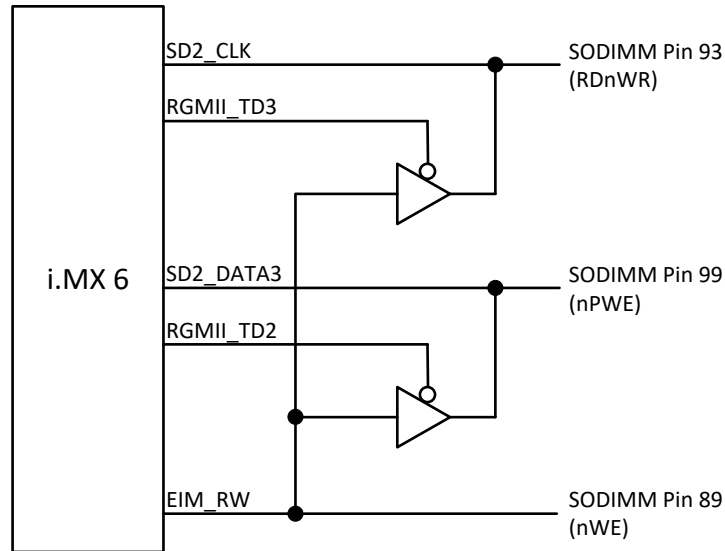 SD2_CLK
SODIMM Pin 93
(RDnWR)
RGMII_TD3
i.MX 6
SD2_DATA3
SODIMM Pin 99
(nPWE)
RGMII_TD2
EIM_RW
SODIMM Pin 89
(nWE)